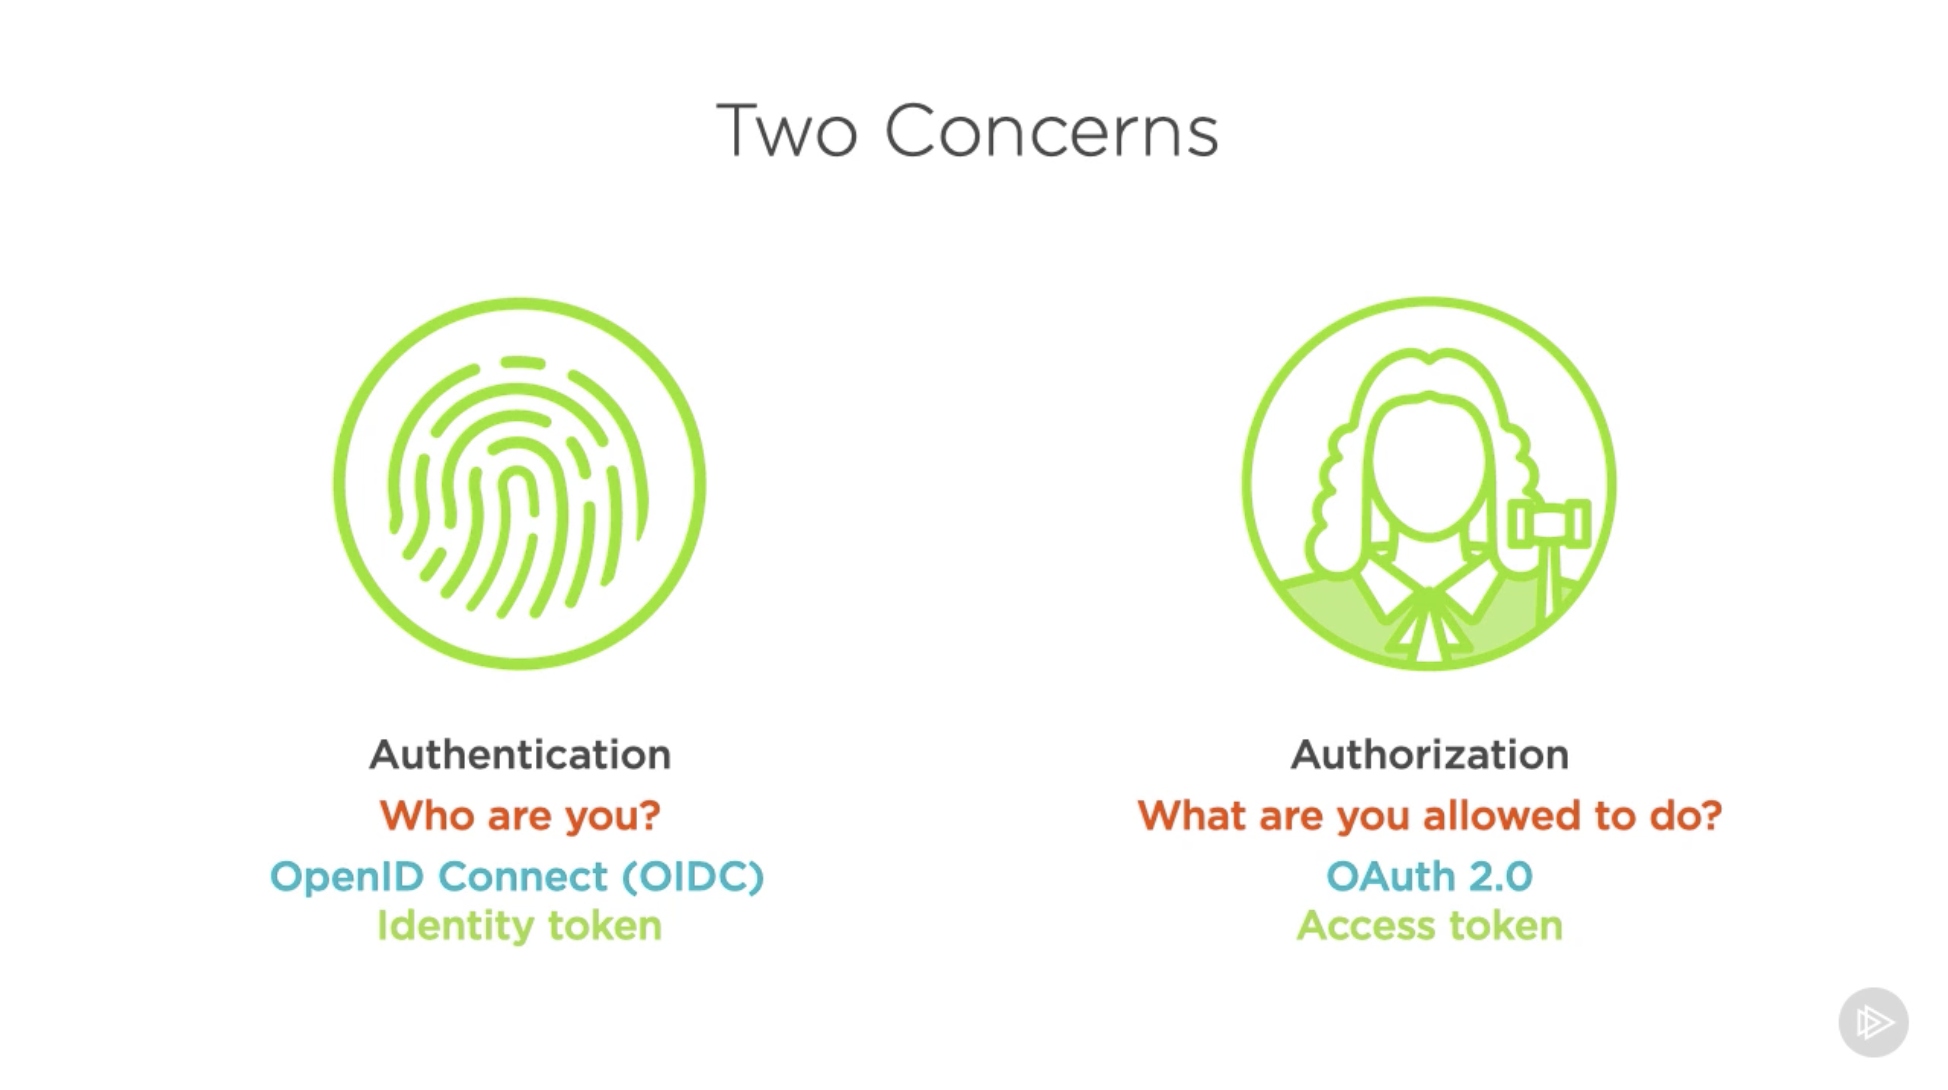 Two Concerns
Authentication
Who are you?
OpenID Connect (OIDC)
Identity token
Authorization
What are you allowed to do?
OAuth 2.0
Access token